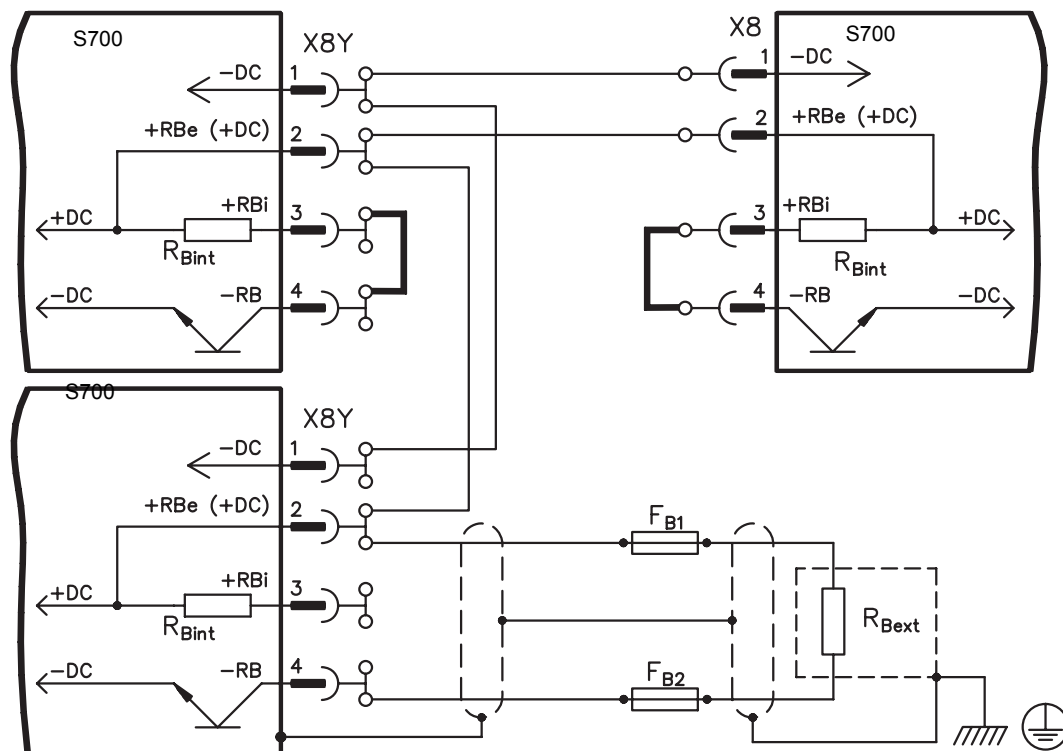 S700
X8Y
1
-DC
+RBe (+DC)
2
+DC
+RBi
3
RBint
-DC
-RB
4
X8
S700
1
-DC
2
+RBe (+DC)
3
+RBi
+DC
RBint
4
-RB
-DC
S700
X8Y
-DC
1
+RBe (+DC)
2
+DC
+RBi
3
RBint
-DC
-RB
4
FB1
RBext
FB2